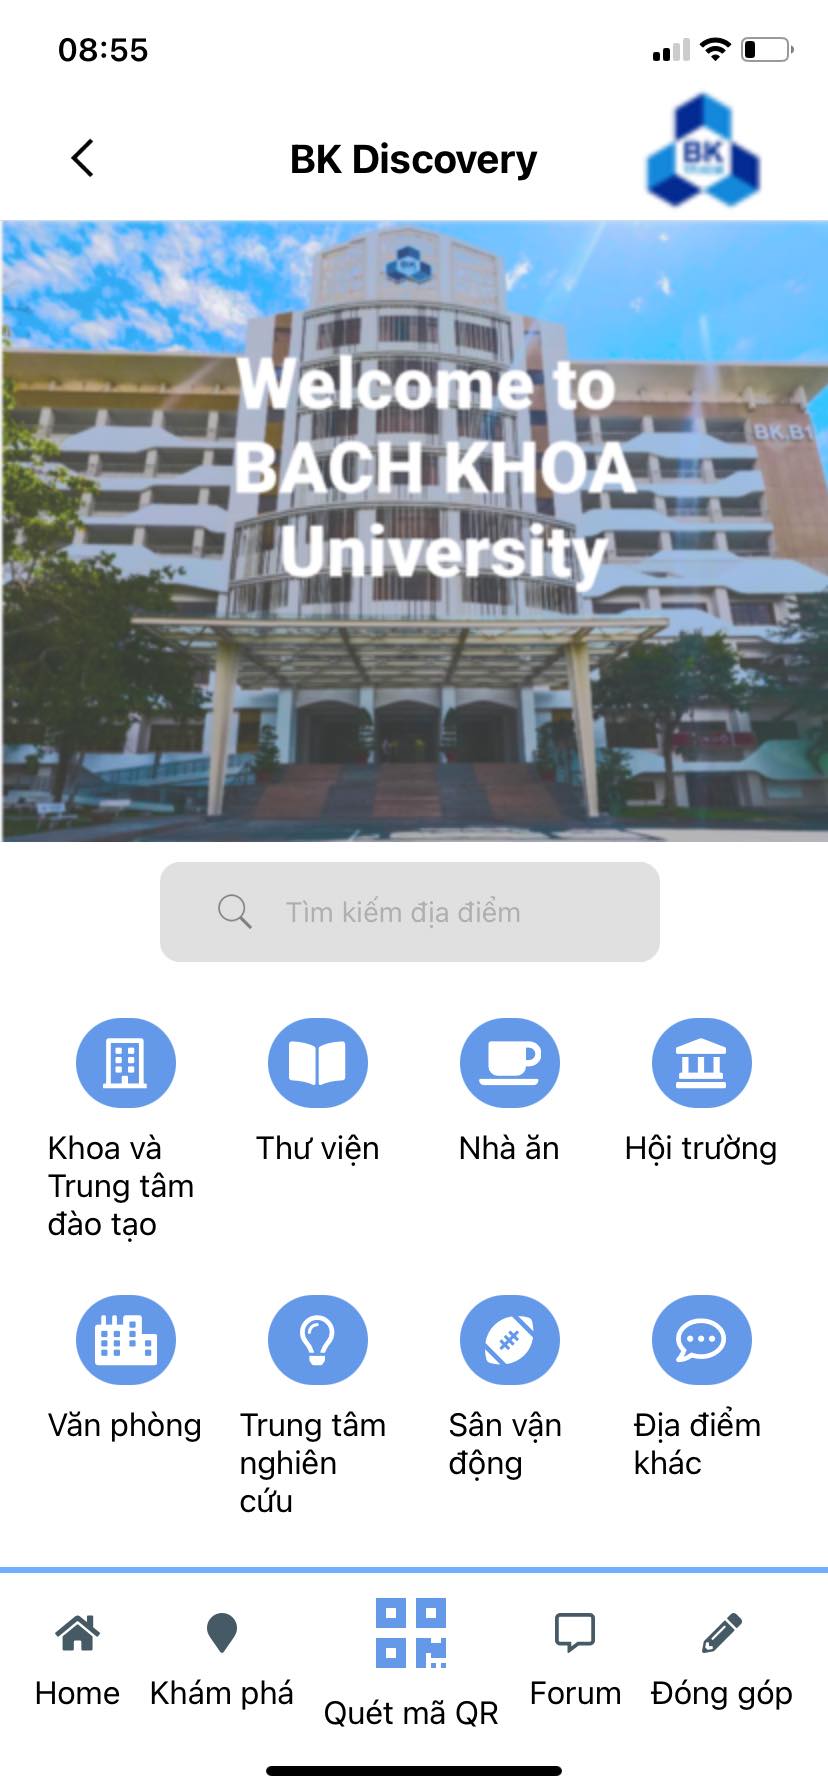 08:55
BK Discovery
BK
BK
Welcome to
BACH KHOA
University
BK.B1
Tìm kiếm địa điểm
Khoa và
Trung tâm
đào tạo
Thư viện
Nhà ăn
Hội trường
Văn phòng
Trung tâm
nghiên
cứu
Sân vận
động
Địa điểm
khác
Home
Khám phá
Quét mã QR
Forum
Đóng góp